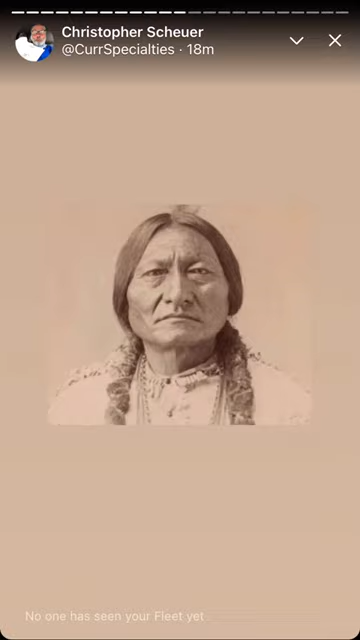 Christopher Scheuer
@CurrSpecialties · 18m
No one has seen your Fleet yet